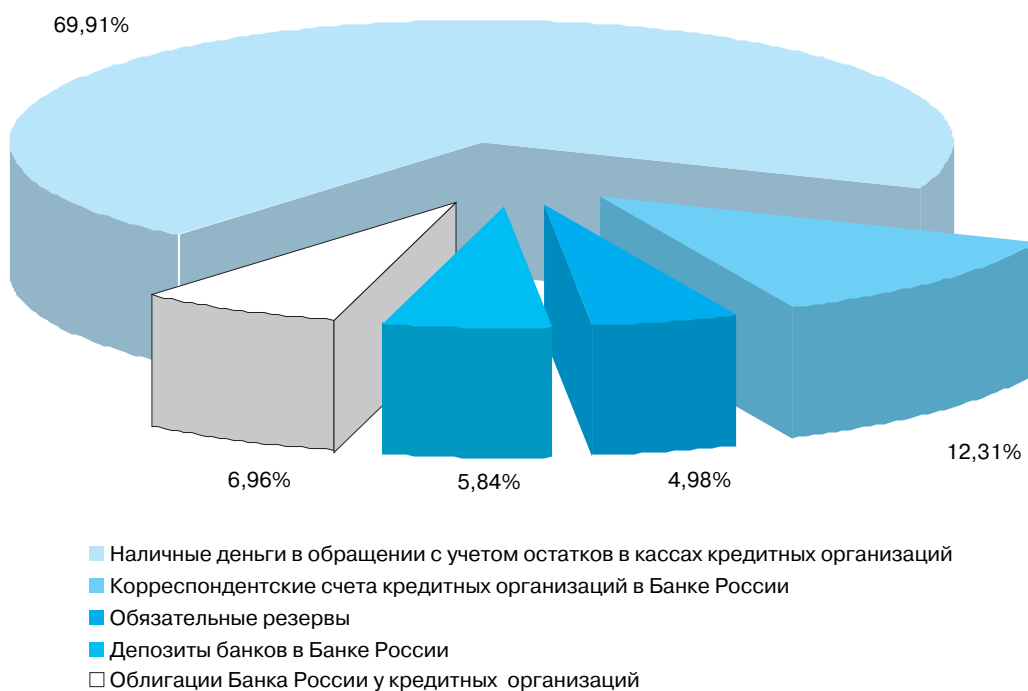 69,91%
12,31%
6,96%
5,84%
4,98%
Наличные деньги в обращении с учетом остатков в кассах кредитных организаций
Корреспондентские счета кредитных организаций в Банке России
Обязательные резервы
Депозиты банков в Банке России
Облигации Банка России у кредитных организаций